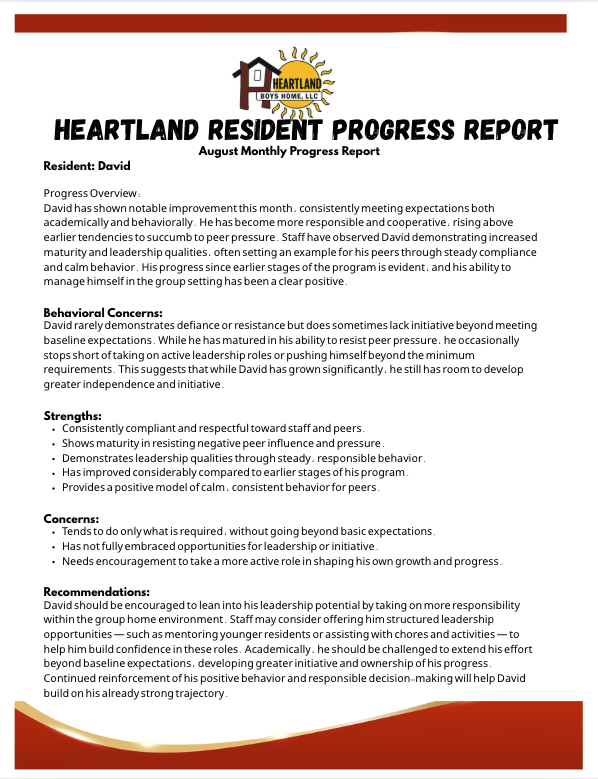 HEARTLAND
BOYS HOME, LLC
HEARTLAND RESIDENT PROGRESS REPORT
August Monthly Progress Report
Resident: David
Progress Overview:
David has shown notable improvement this month, consistently meeting expectations both
academically and behaviorally. He has become more responsible and cooperative, rising above
earlier tendencies to succumb to peer pressure. Staff have observed David demonstrating increased
maturity and leadership qualities, often setting an example for his peers through steady compliance
and calm behavior. His progress since earlier stages of the program is evident, and his ability to
manage himself in the group setting has been a clear positive.
Behavioral Concerns:
David rarely demonstrates defiance or resistance but does sometimes lack initiative beyond meeting
baseline expectations. While he has matured in his ability to resist peer pressure, he occasionally
stops short of taking on active leadership roles or pushing himself beyond the minimum
requirements. This suggests that while David has grown significantly, he still has room to develop
greater independence and initiative.
Strengths:
• Consistently compliant and respectful toward staff and peers.
• Shows maturity in resisting negative peer influence and pressure.
• Demonstrates leadership qualities through steady, responsible behavior.
• Has improved considerably compared to earlier stages of his program.
• Provides a positive model of calm, consistent behavior for peers.
Concerns:
• Tends to do only what is required, without going beyond basic expectations.
• Has not fully embraced opportunities for leadership or initiative.
• Needs encouragement to take a more active role in shaping his own growth and progress.
Recommendations:
David should be encouraged to lean into his leadership potential by taking on more responsibility
within the group home environment. Staff may consider offering him structured leadership
opportunities — such as mentoring younger residents or assisting with chores and activities — to
help him build confidence in these roles. Academically, he should be challenged to extend his effort
beyond baseline expectations, developing greater initiative and ownership of his progress.
Continued reinforcement of his positive behavior and responsible decision-making will help David
build on his already strong trajectory.